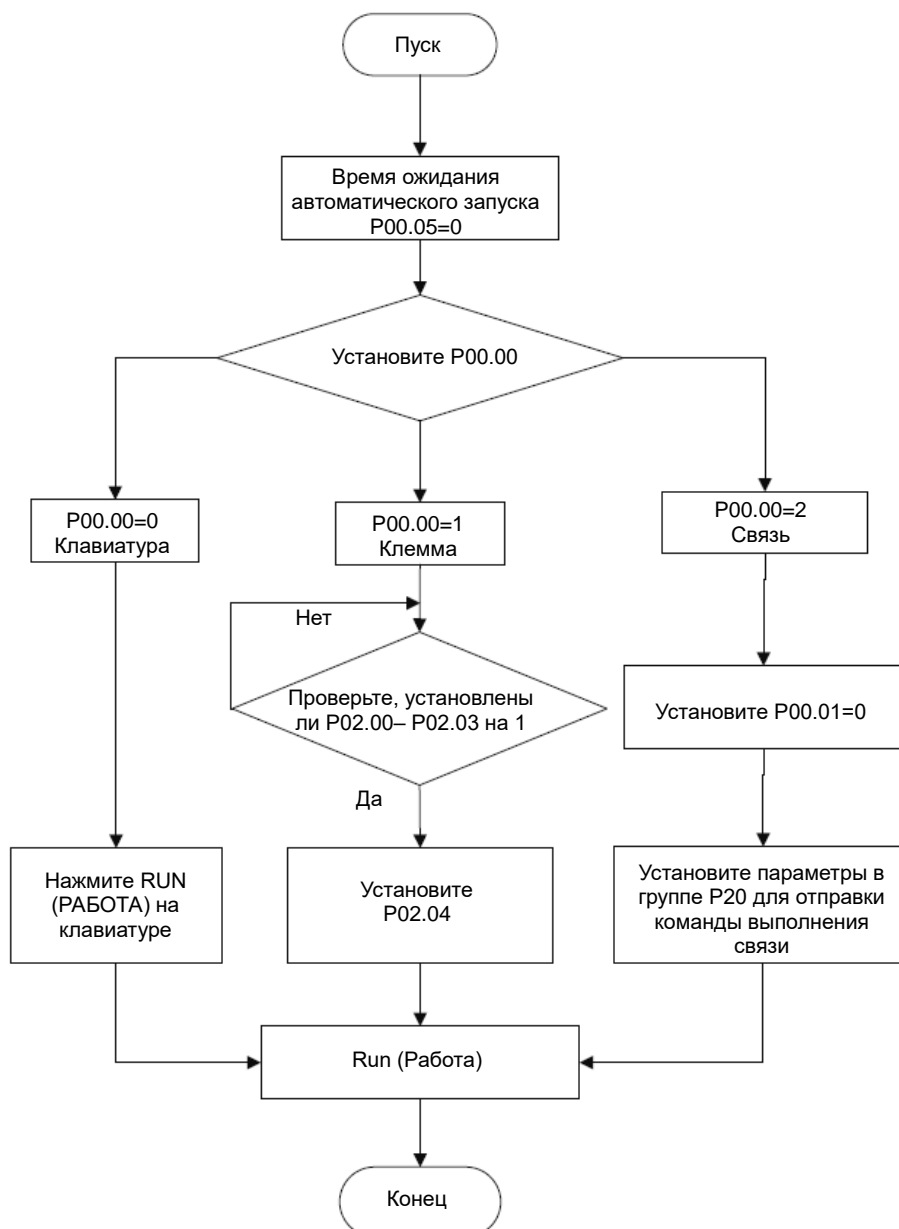 Пуск
Время ожидания
автоматического запуска
P00.05=0
Установите P00.00
P00.00=0
Клавиатура
P00.00=1
Клемма
P00.00=2
Связь
Нет
Проверьте, установлены
ли P02.00– P02.03 на 1
Установите P00.01=0
Да
Нажмите RUN
(РАБОТА) на
клавиатуре
Установите
P02.04
Установите параметры в
группе P20 для отправки
команды выполнения
связи
Run (Работа)
Конец